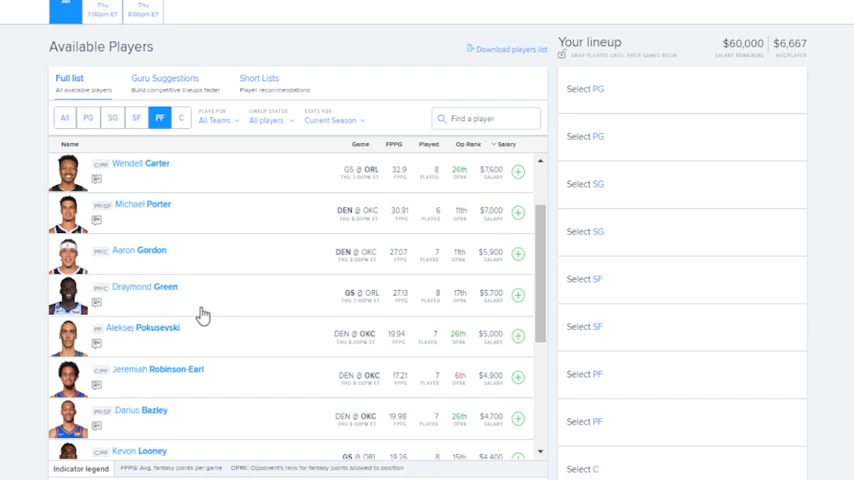 All
Thu
7:00pm ET
Thu
8:00pm ET
Available Players
Download players list
Full list
All available players
Guru Suggestions
Build competitive lineups faster
Short Lists
Player recommendations
All PG SG SF PF C
PLAYS FOR
All Teams
LINEUP STATUS
All players
STATS FOR
Current Season
Find a player
Name Game FPPG Played Op Rank Salary
C/PF Wendell Carter GS @ ORL 32.9 8 26th $7,600
THU 7:00PM ET FPPG PLAYED OPRK SALARY
PF/SF Michael Porter DEN @ OKC 30.91 6 11th $7,000
THU 8:00PM ET FPPG PLAYED OPRK SALARY
PF/C Aaron Gordon DEN @ OKC 27.07 7 11th $5,900
THU 8:00PM ET FPPG PLAYED OPRK SALARY
PF/C Draymond Green GS @ ORL 27.13 8 17th $5,700
THU 7:00PM ET FPPG PLAYED OPRK SALARY
PF Aleksej Pokusevski DEN @ OKC 19.94 7 26th $5,000
THU 8:00PM ET FPPG PLAYED OPRK SALARY
PF/C Jeremiah Robinson-Earl DEN @ OKC 17.21 7 6th $4,900
THU 8:00PM ET FPPG PLAYED OPRK SALARY
PF/SF Darius Bazley DEN @ OKC 19.98 7 26th $4,700
THU 8:00PM ET FPPG PLAYED OPRK SALARY
Kevon Looney GS @ ORL 19.26 8 15th $4,400
Indicator legend FPPG: Avg. fantasy points per game OPRK: Opponent's rank for fantasy points allowed to position
Your lineup
SWAP PLAYERS UNTIL THEIR GAMES BEGIN
$60,000
SALARY REMAINING
$6,667
AVG PLAYER
Select PG
Select PG
Select SG
Select SG
Select SF
Select SF
Select PF
Select PF
Select C